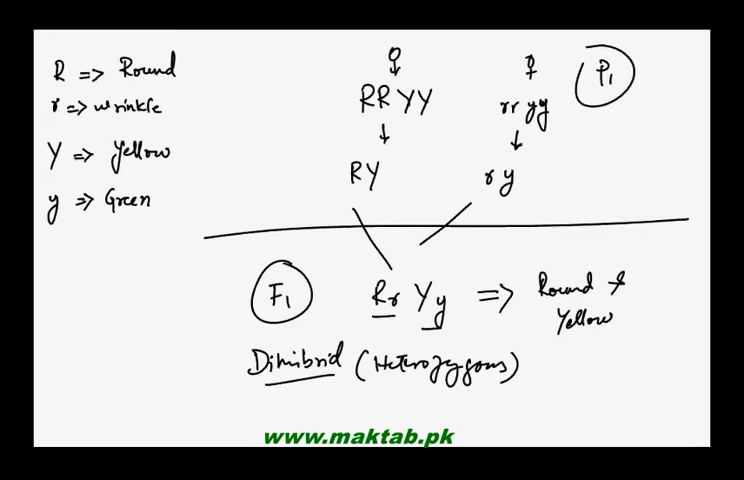 R => Round
r => wrinkle
Y => Yellow
y => Green
RRYY
rryy
P1
RY
ry
F1
RrYy => Round &
Yellow
Dihibrid (Heterozygous)
www.maktab.pk